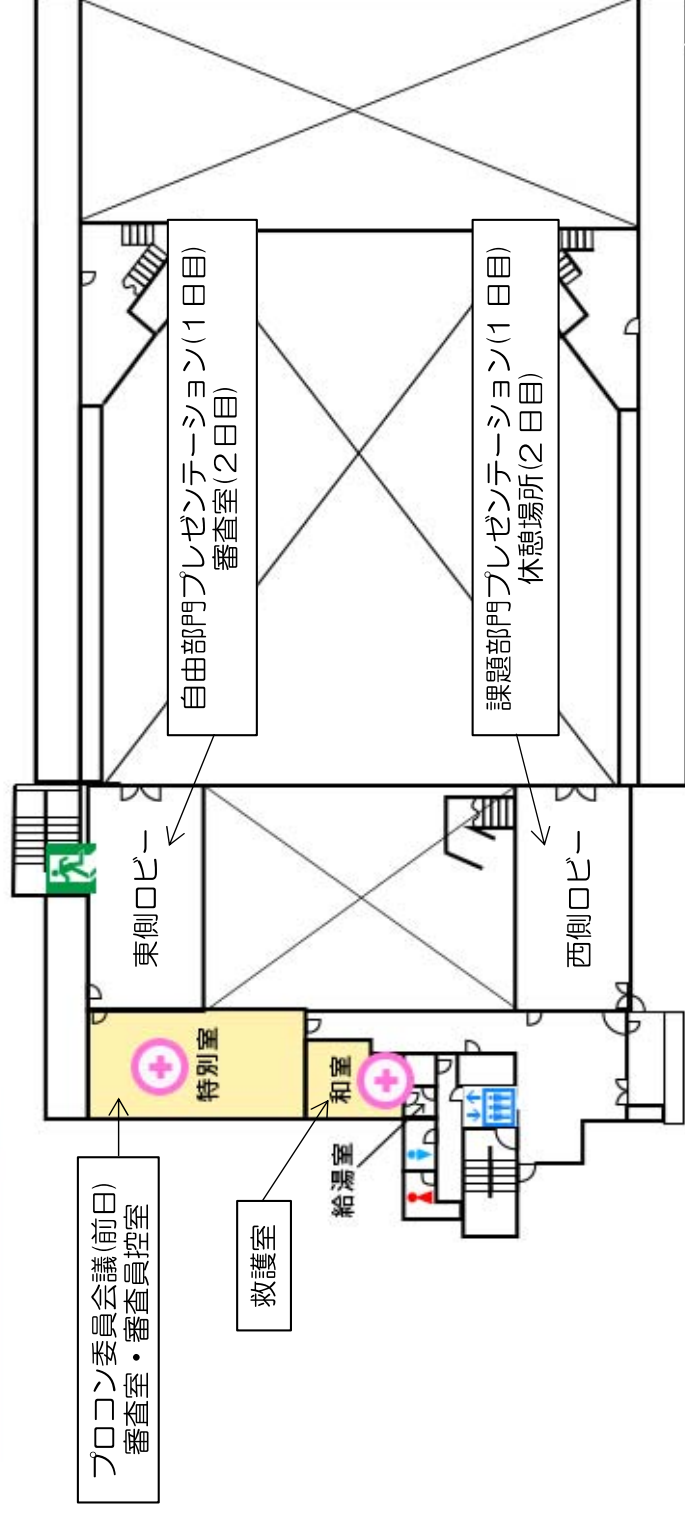 プロコン委員会議(前日)
審査室・審査員控室
特別室
救護室
和室
給湯室
東側ロビー
自由部門プレゼンテーション(1 日目)
審査室(2日目)
西側ロビー
課題部門プレゼンテーション(1 日目)
休憩場所(2 日目)